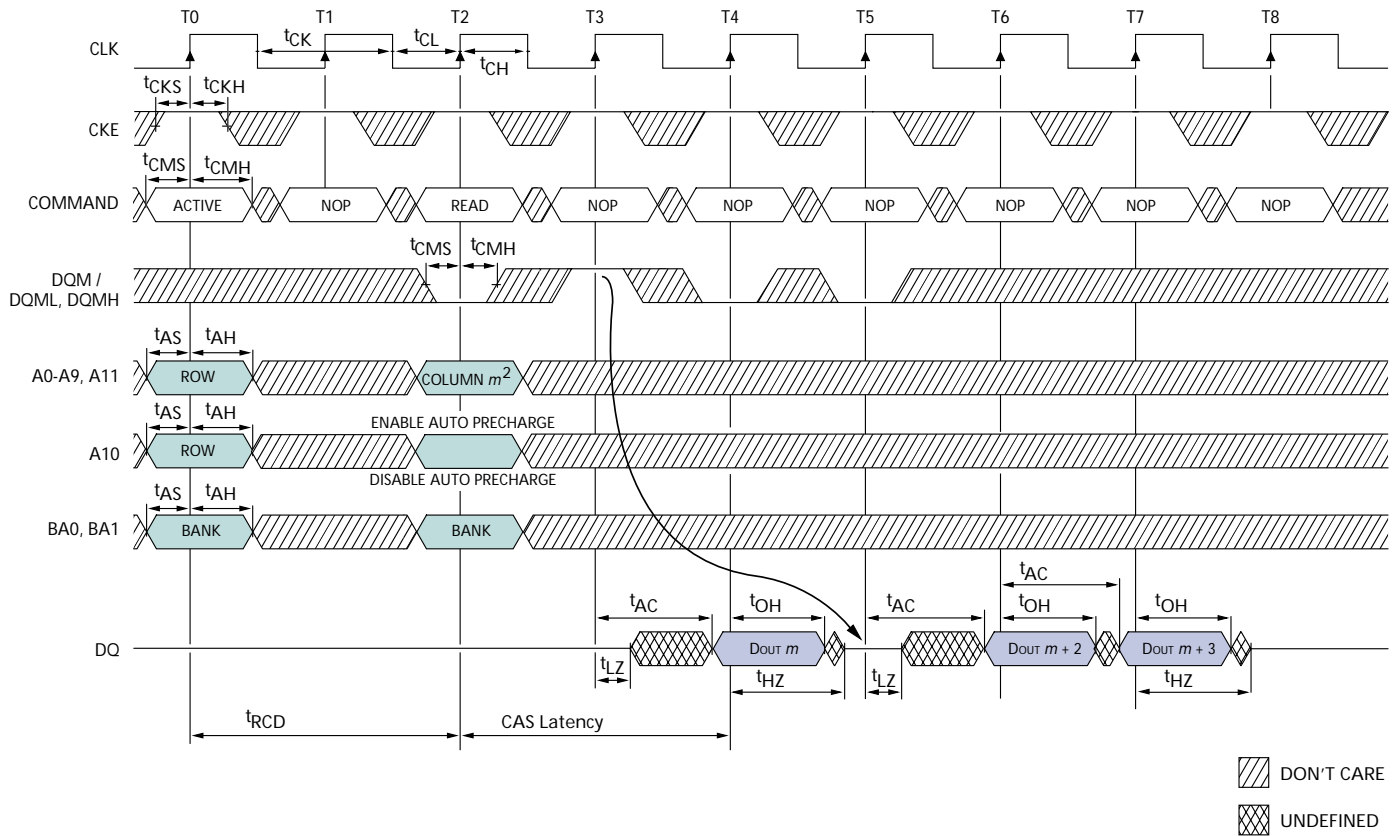 T0 T1 T2 T3 T4 T5 T6 T7 T8
CLK
tCK tCL
tCH
tCKS tCKH
CKE
tCMS tCMH
COMMAND ACTIVE NOP READ NOP NOP NOP NOP NOP NOP
tCMS tCMH
DQM /
DQML, DQMH
tAS tAH
A0-A9, A11 ROW COLUMN m2
tAS tAH ENABLE AUTO PRECHARGE
A10 ROW
DISABLE AUTO PRECHARGE
tAS tAH
BA0, BA1 BANK BANK
tAC
tAC tOH tAC tOH tOH
DQ DOUT m DOUT m + 2 DOUT m + 3
tLZ tHZ tLZ tHZ
tRCD CAS Latency
DON'T CARE
UNDEFINED